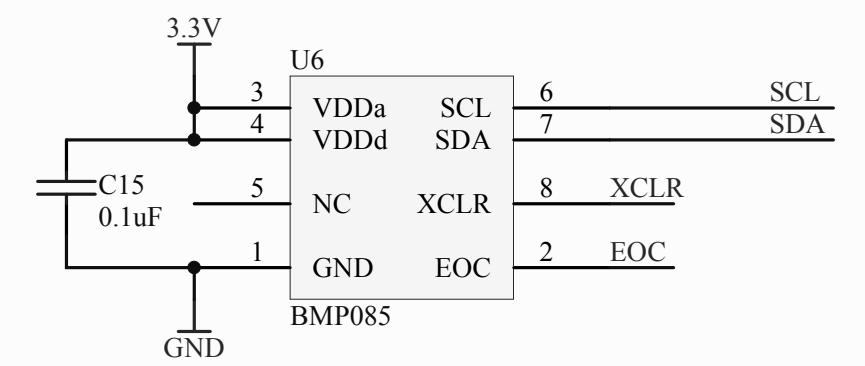 3.3V
U6
3 VDDa SCL 6 SCL
4 VDDd SDA 7 SDA
C15
0.1uF
5 NC XCLR 8 XCLR
1 GND EOC 2 EOC
BMP085
GND